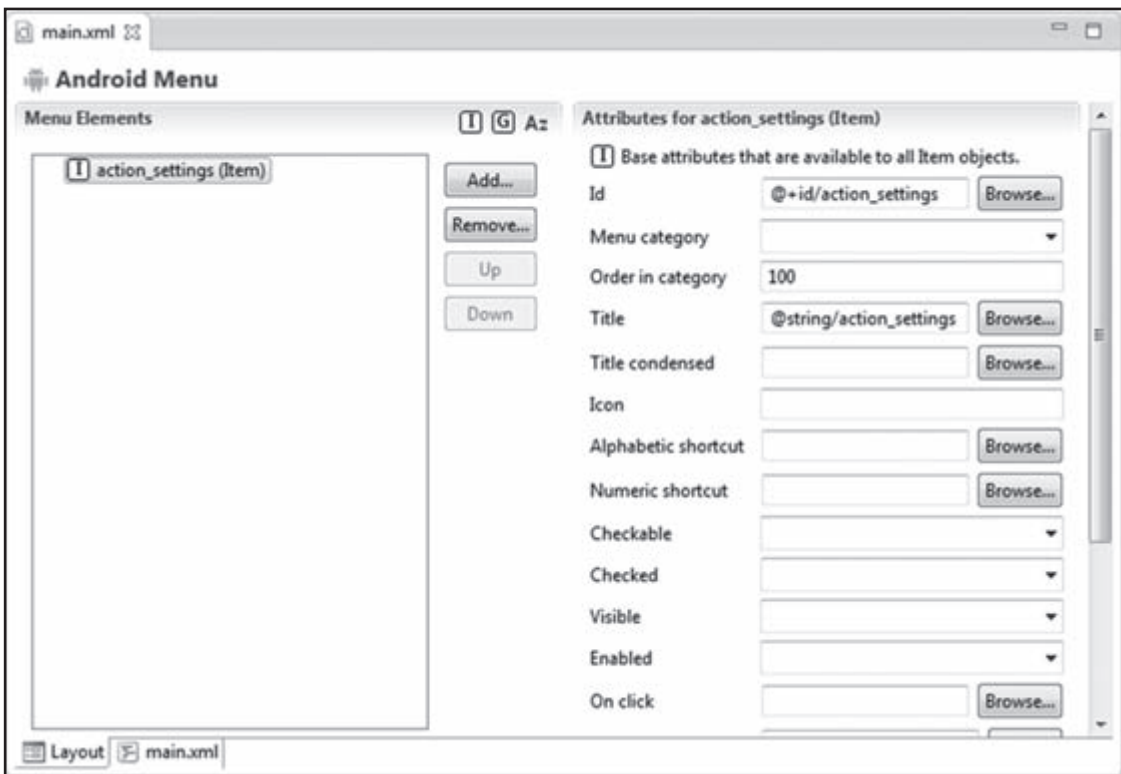 main.xml
Android Menu
Menu Elements
I G Az
I action_settings (Item)
Add...
Remove...
Up
Down
Attributes for action_settings (Item)
I Base attributes that are available to all Item objects.
Id @+id/action_settings Browse...
Menu category
Order in category 100
Title @string/action_settings Browse...
Title condensed Browse...
Icon
Alphabetic shortcut Browse...
Numeric shortcut Browse...
Checkable
Checked
Visible
Enabled
On click Browse...
Layout main.xml